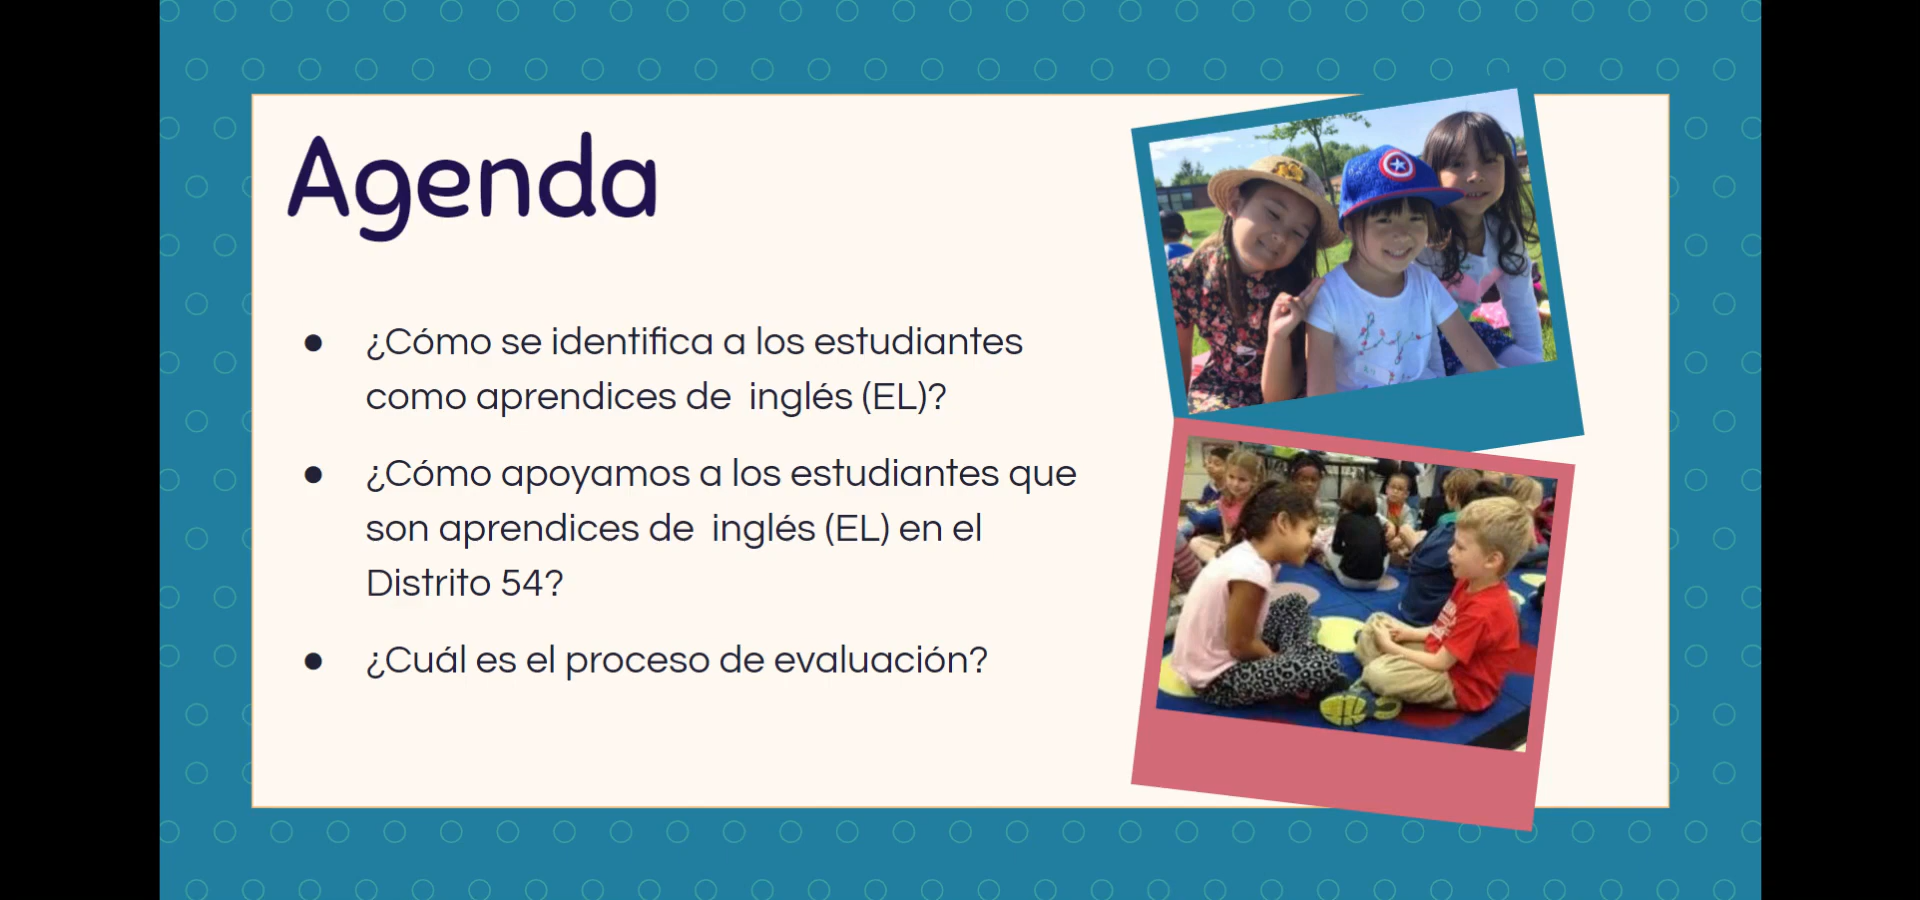 Agenda
● ¿Cómo se identifica a los estudiantes
como aprendices de  inglés (EL)?
● ¿Cómo apoyamos a los estudiantes que
son aprendices de  inglés (EL) en el
Distrito 54?
● ¿Cuál es el proceso de evaluación?